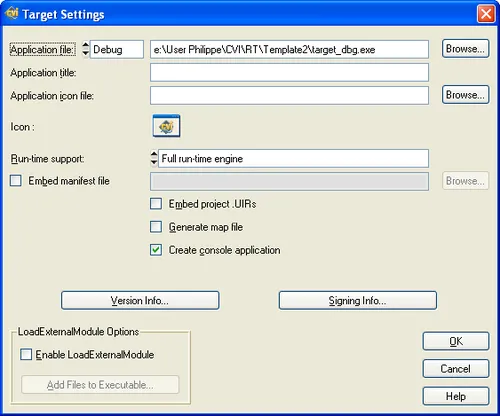 CVI Target Settings
Application file: Debug e:\User Philippe\CVI\RT\Template2\target_dbg.exe Browse...
Application title:
Application icon file: Browse...
Icon :
Run-time support: Full run-time engine
Embed manifest file Browse...
Embed project .UIRs
Generate map file
Create console application
Version Info... Signing Info...
LoadExternalModule Options
Enable LoadExternalModule
Add Files to Executable...
OK
Cancel
Help